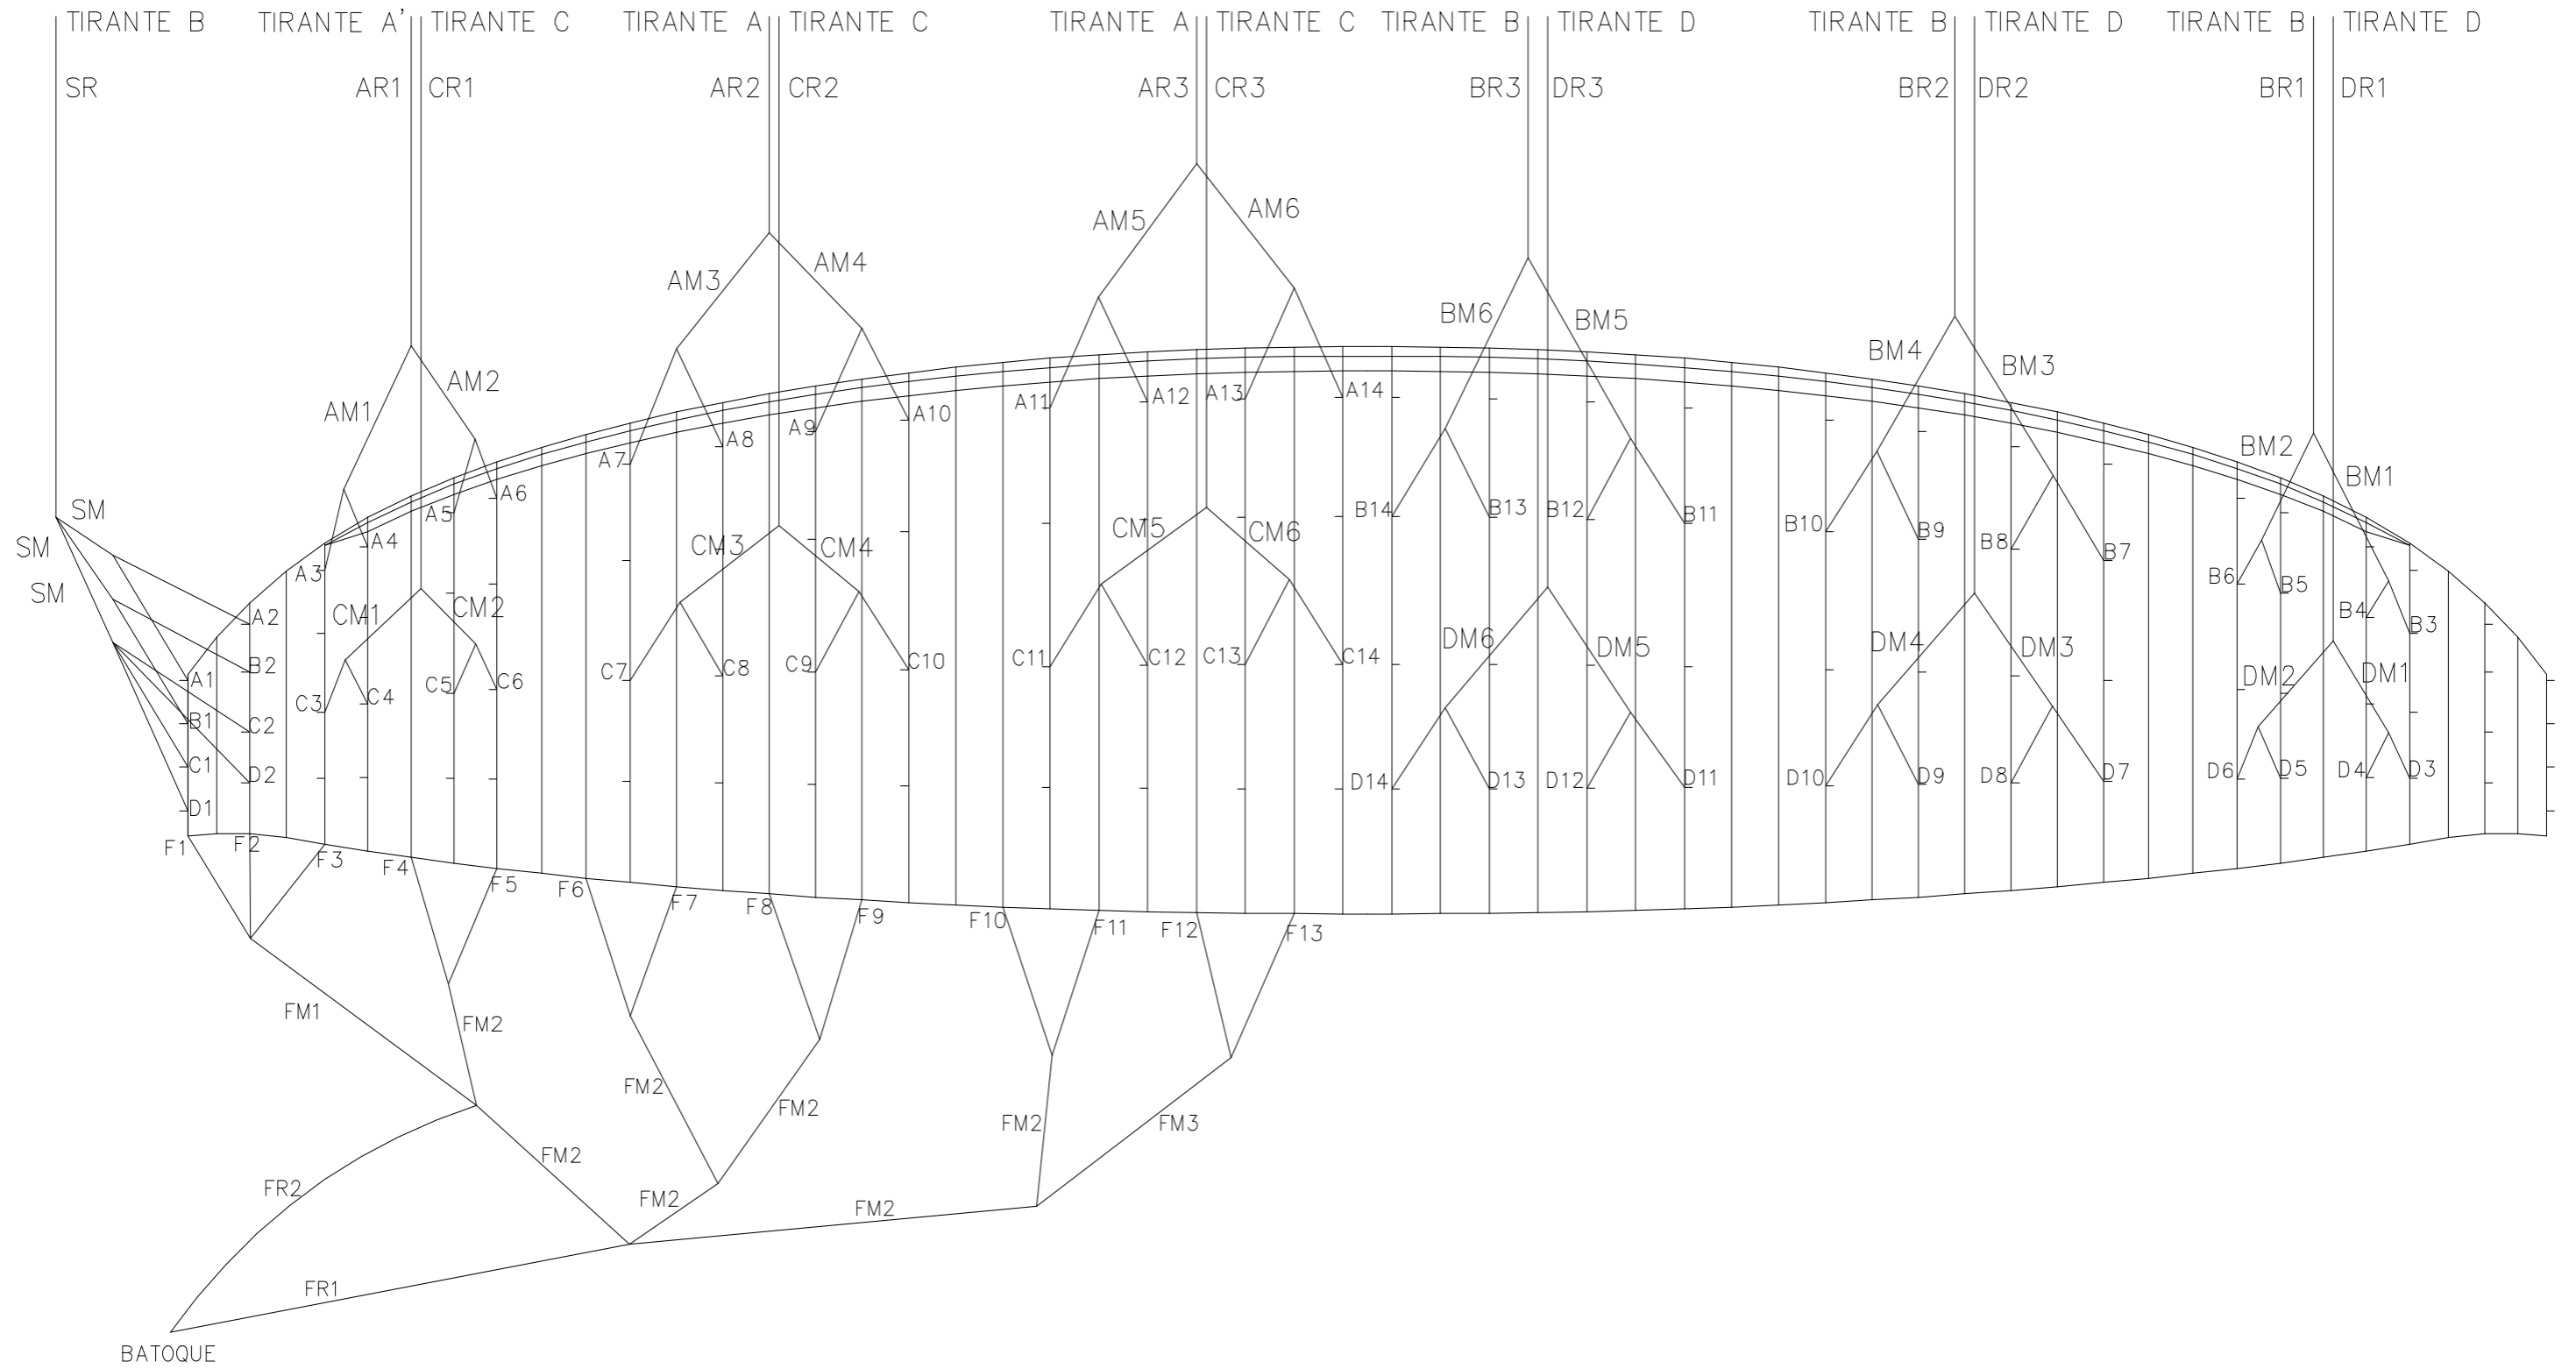 TIRANTE B TIRANTE A' TIRANTE C TIRANTE A TIRANTE C TIRANTE A TIRANTE C TIRANTE B TIRANTE D TIRANTE B TIRANTE D TIRANTE B TIRANTE D
SR AR1 CR1 AR2 CR2 AR3 CR3 BR3 DR3 BR2 DR2 BR1 DR1
AM5 AM6
AM3 AM4
BM6 BM5
AM1 AM2 BM4 BM3
A11 A12 A13 A14
A7 A8 A9 A10
BM2 BM1
SM A5 A6
B14 B13 B12 B11
B10 B9 B8 B7
SM A3 A4
CM3 CM4 CM5 CM6
B6 B5 B4 B3
SM A2 CM1 CM2
DM6 DM5 DM4 DM3
A1 B2
C3 C4 C5 C6 C7 C8 C9 C10 C11 C12 C13 C14
DM2 DM1
B1 C2
C1 D2
D1
D14 D13 D12 D11 D10 D9 D8 D7 D6 D5 D4 D3
F1 F2 F3 F4 F5 F6 F7 F8 F9 F10 F11 F12 F13
FM1 FM2
FM2 FM2 FM2 FM3
FM2
FR2 FM2 FM2
FR1
BATOQUE